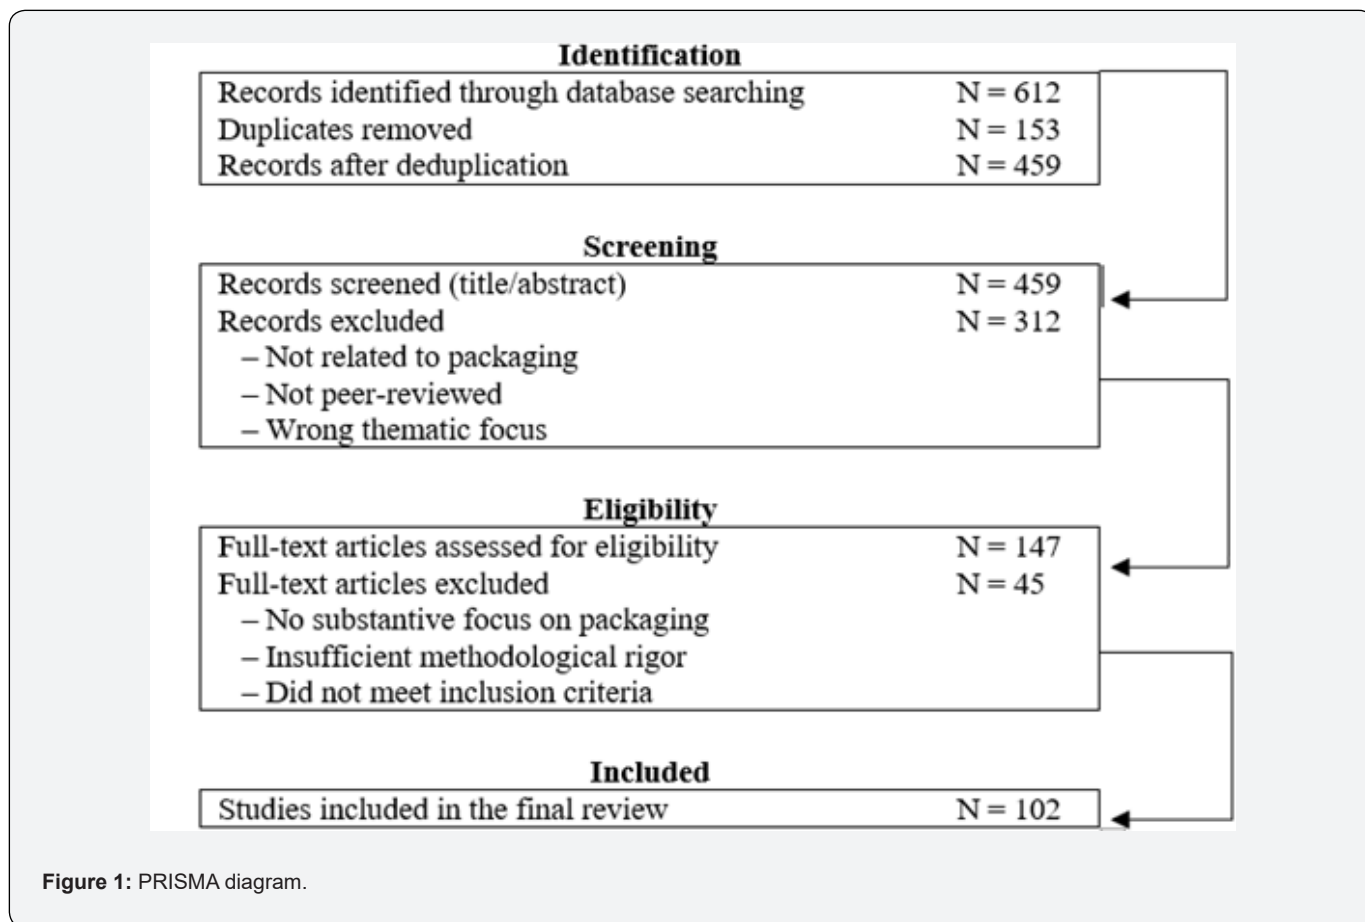 Identification
Records identified through database searching N = 612
Duplicates removed N = 153
Records after deduplication N = 459
Screening
Records screened (title/abstract) N = 459
Records excluded N = 312
– Not related to packaging
– Not peer-reviewed
– Wrong thematic focus
Eligibility
Full-text articles assessed for eligibility N = 147
Full-text articles excluded N = 45
– No substantive focus on packaging
– Insufficient methodological rigor
– Did not meet inclusion criteria
Included
Studies included in the final review N = 102
Figure 1: PRISMA diagram.